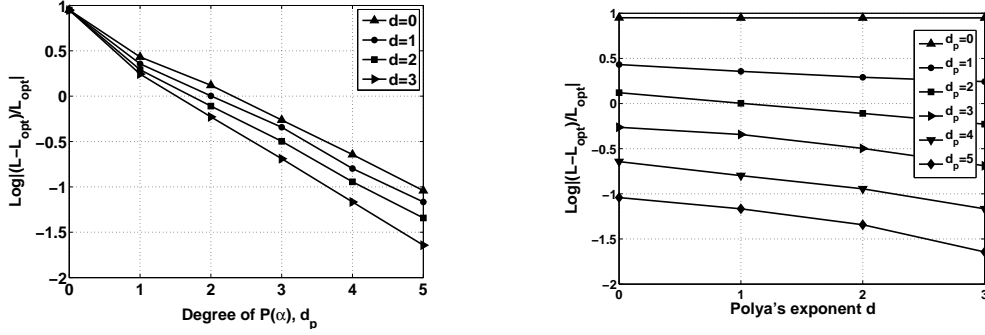 Log|(L−L_opt)/L_opt|
1
0.5
0
−0.5
−1
−1.5
−2
0 1 2 3 4 5
Degree of P(α), d_p
d=0
d=1
d=2
d=3
Log|(L−L_opt)/L_opt|
1
0.5
0
−0.5
−1
−1.5
−2
0 1 2 3
Polya's exponent d
d_p=0
d_p=1
d_p=2
d_p=3
d_p=4
d_p=5